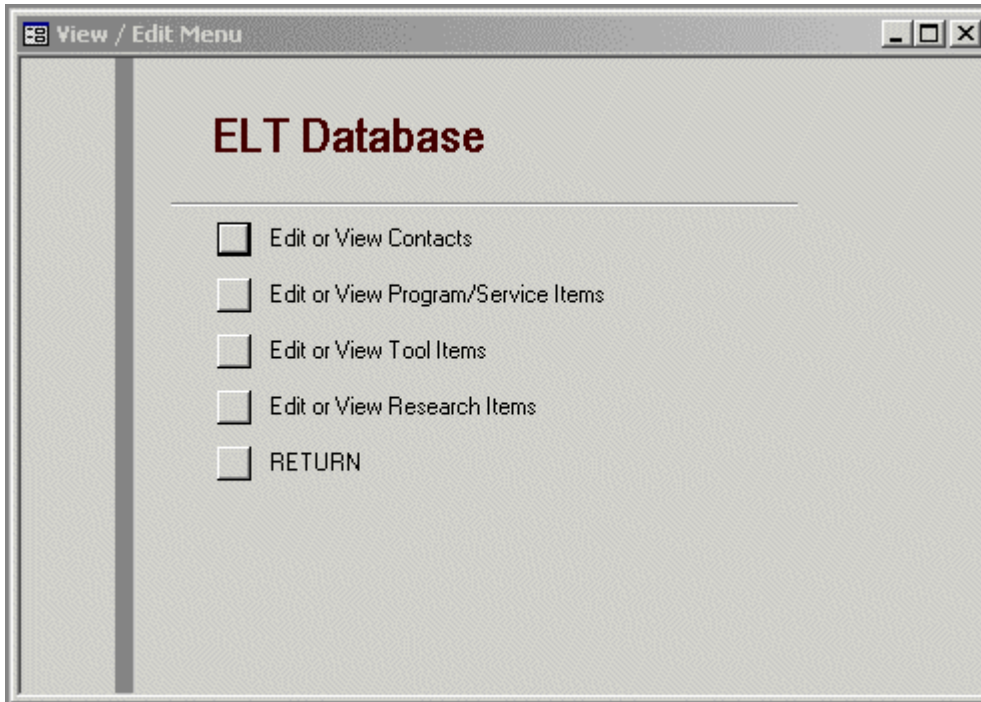 View / Edit Menu
ELT Database
Edit or View Contacts
Edit or View Program/Service Items
Edit or View Tool Items
Edit or View Research Items
RETURN